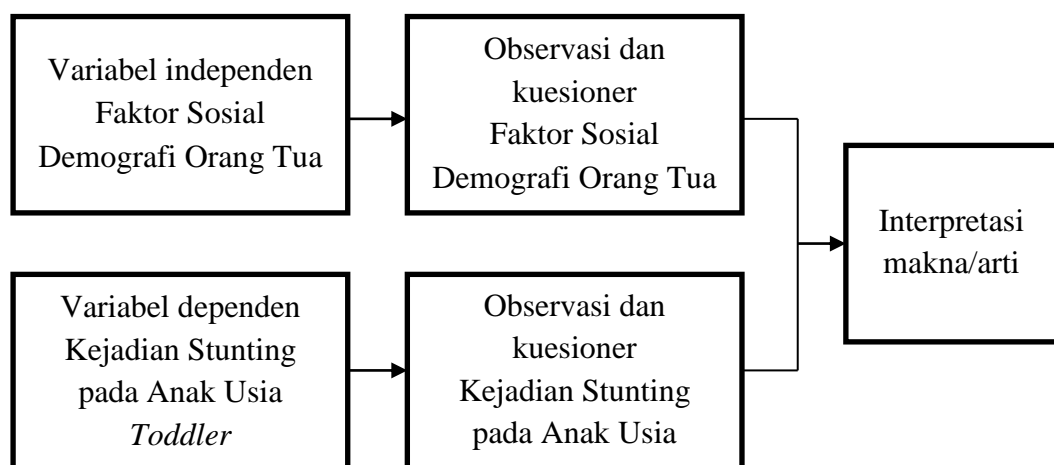 Variabel independen
Faktor Sosial
Demografi Orang Tua
Observasi dan
kuesioner
Faktor Sosial
Demografi Orang Tua
Interpretasi
makna/arti
Variabel dependen
Kejadian Stunting
pada Anak Usia
Toddler
Observasi dan
kuesioner
Kejadian Stunting
pada Anak Usia